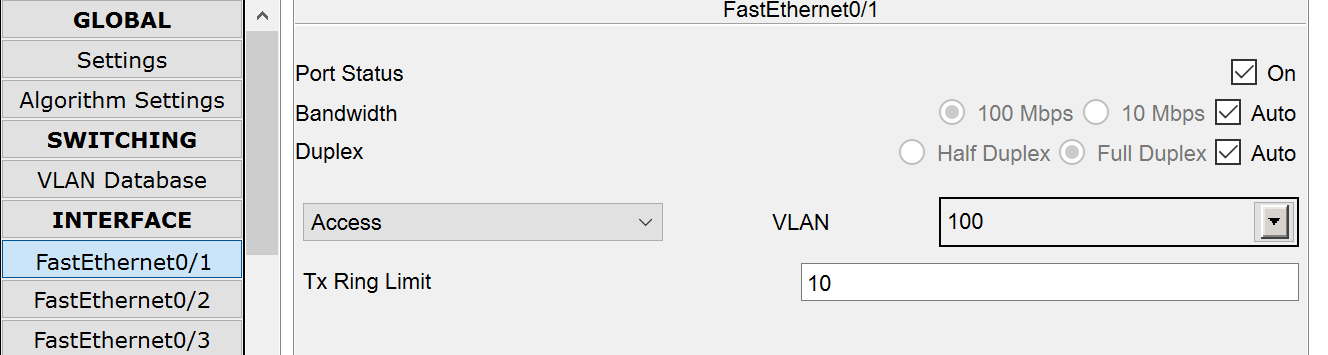 GLOBAL
Settings
Algorithm Settings
SWITCHING
VLAN Database
INTERFACE
FastEthernet0/1
FastEthernet0/2
FastEthernet0/3
FastEthernet0/1
Port Status On
Bandwidth 100 Mbps 10 Mbps Auto
Duplex Half Duplex Full Duplex Auto
Access VLAN 100
Tx Ring Limit 10